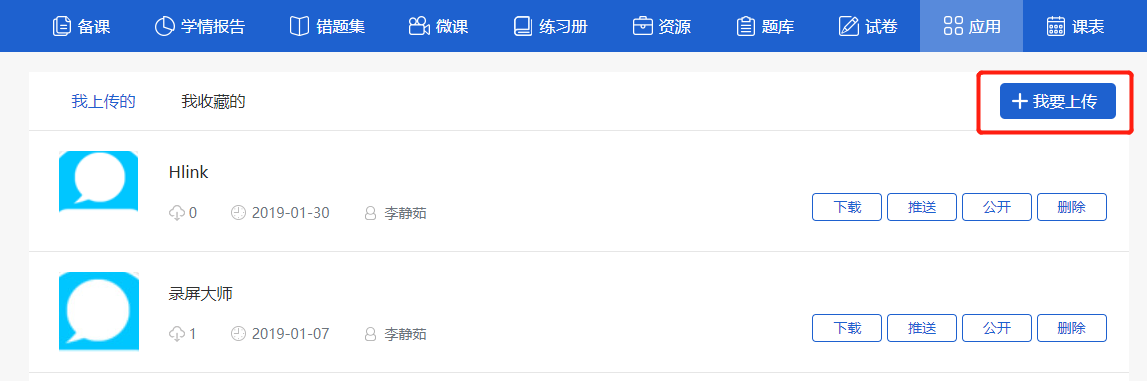 备课 学情报告 错题集 微课 练习册 资源 题库 试卷 应用 课表
我上传的 我收藏的 我要上传
Hlink
0 2019-01-30 李静茹
下载 推送 公开 删除
录屏大师
1 2019-01-07 李静茹
下载 推送 公开 删除